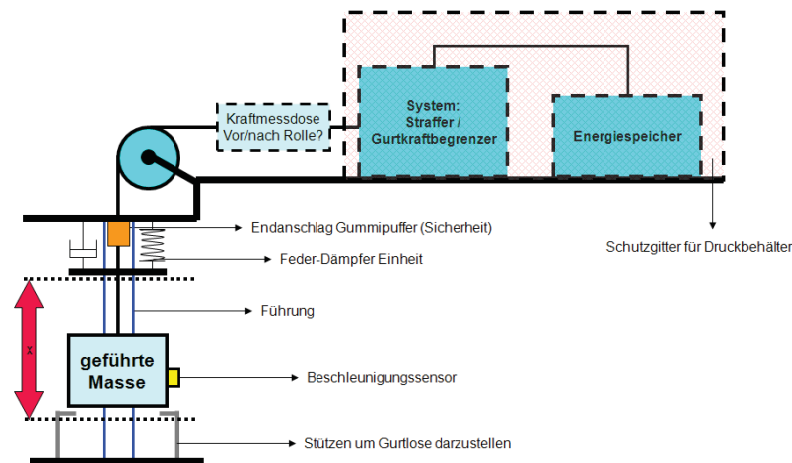 Kraftmessdose
Vor/nach Rolle?
System:
Straffer /
Gurtkraftbegrenzer
Energiespeicher
Endanschlag Gummipuffer (Sicherheit)
Schutzgitter für Druckbehälter
Feder-Dämpfer Einheit
Führung
x
geführte
Masse
Beschleunigungssensor
Stützen um Gurtlose darzustellen